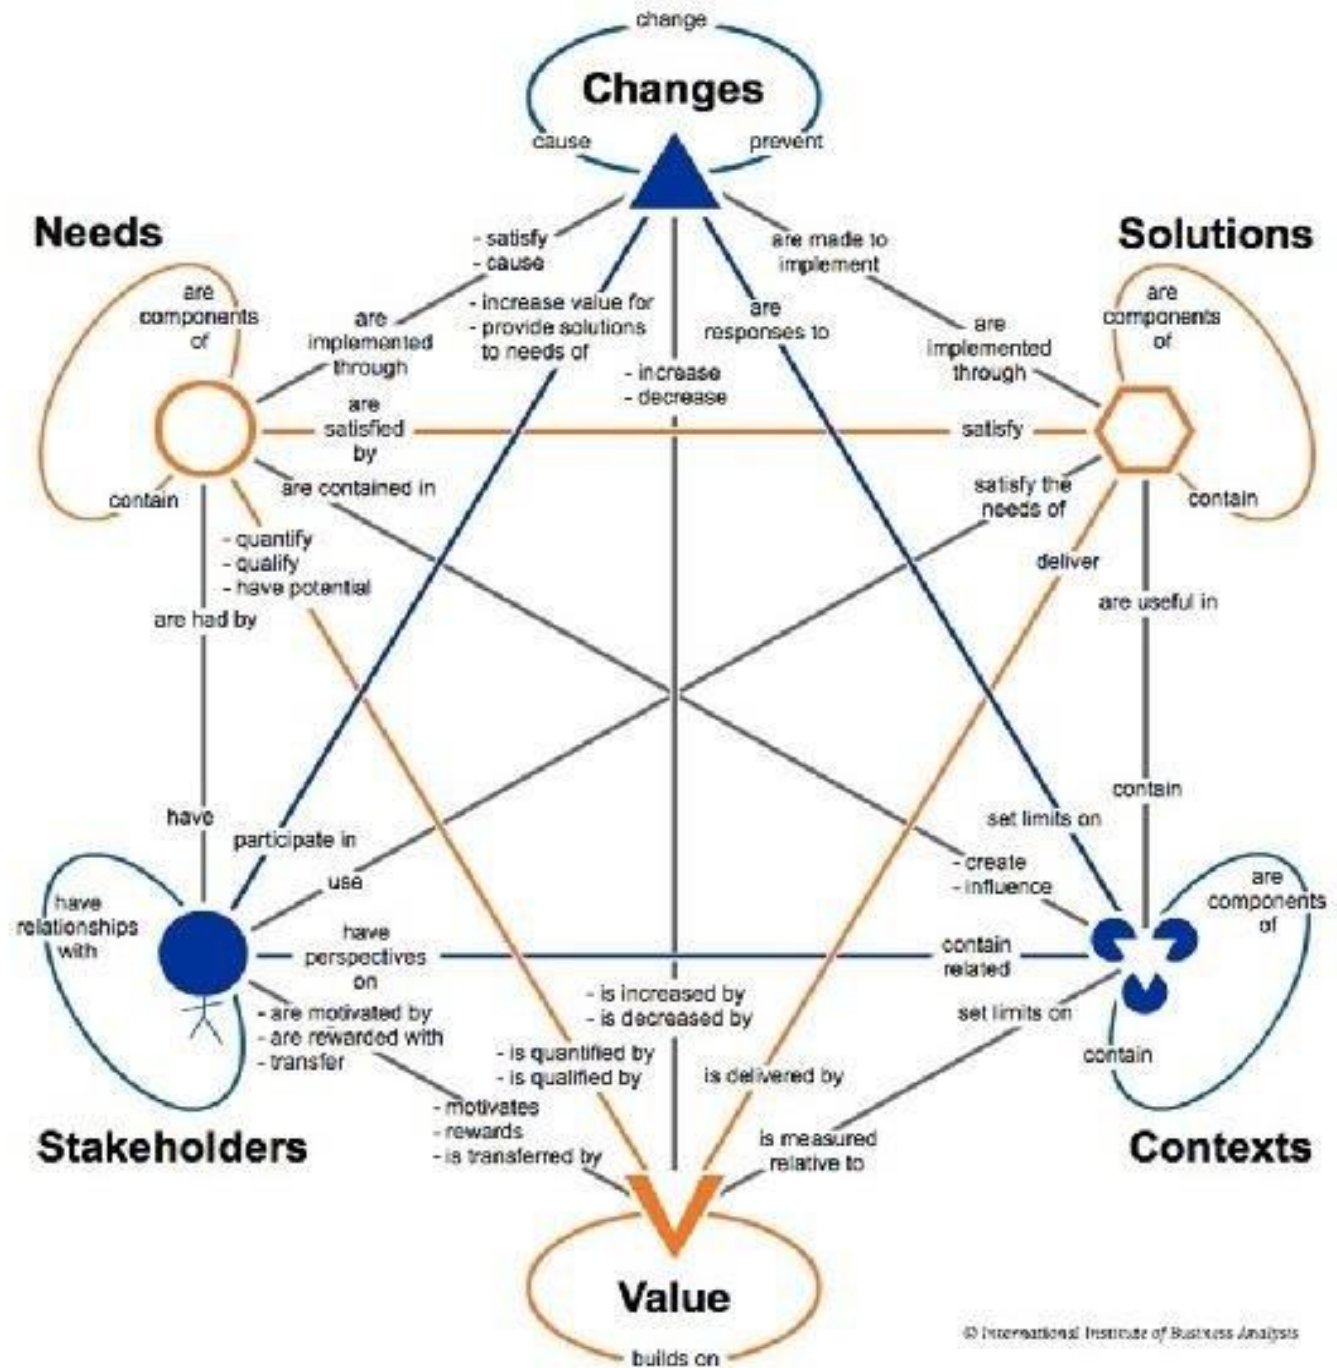 change
Changes
cause
prevent
Needs
Solutions
- satisfy
- cause
are made to
implement
are
components
of
are
components
of
- increase value for
- provide solutions
to needs of
are
responses to
are
implemented
through
are
implemented
through
- increase
- decrease
are
satisfied
by
satisfy
contain
are contained in
satisfy the
needs of
contain
- quantify
- qualify
- have potential
deliver
are had by
are useful in
contain
have
participate in
set limits on
use
- create
- influence
have
relationships
with
are
components
of
have
perspectives
on
contain
related
- are motivated by
- are rewarded with
- transfer
- is increased by
- is decreased by
set limits on
contain
- is quantified by
- is qualified by
is delivered by
- motivates
- rewards
- is transferred by
is measured
relative to
Stakeholders
Contexts
Value
builds on
© International Institute of Business Analysis